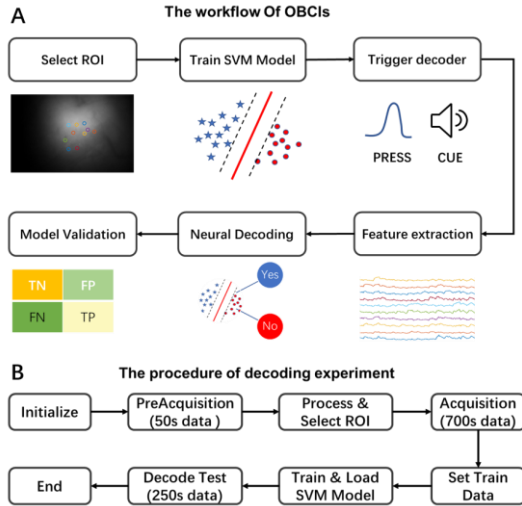 A
The workflow Of OBCIs
Select ROI
Train SVM Model
Trigger decoder
PRESS
CUE
Model Validation
Neural Decoding
Feature extraction
TN
FP
FN
TP
Yes
No
B
The procedure of decoding experiment
Initialize
PreAcquisition
(50s data )
Process &
Select ROI
Acquisition
(700s data)
End
Decode Test
(250s data)
Train & Load
SVM Model
Set Train
Data